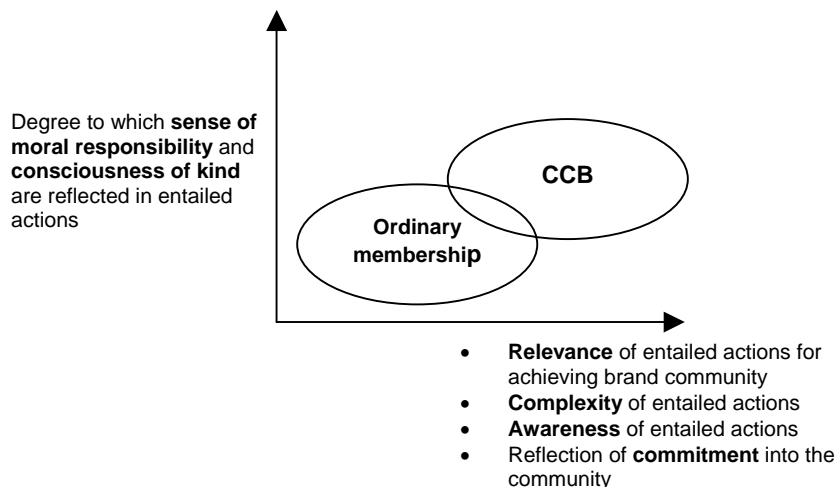 Degree to which sense of
moral responsibility and
consciousness of kind
are reflected in entailed
actions
CCB
Ordinary
membership
• Relevance of entailed actions for
achieving brand community
• Complexity of entailed actions
• Awareness of entailed actions
• Reflection of commitment into the
community